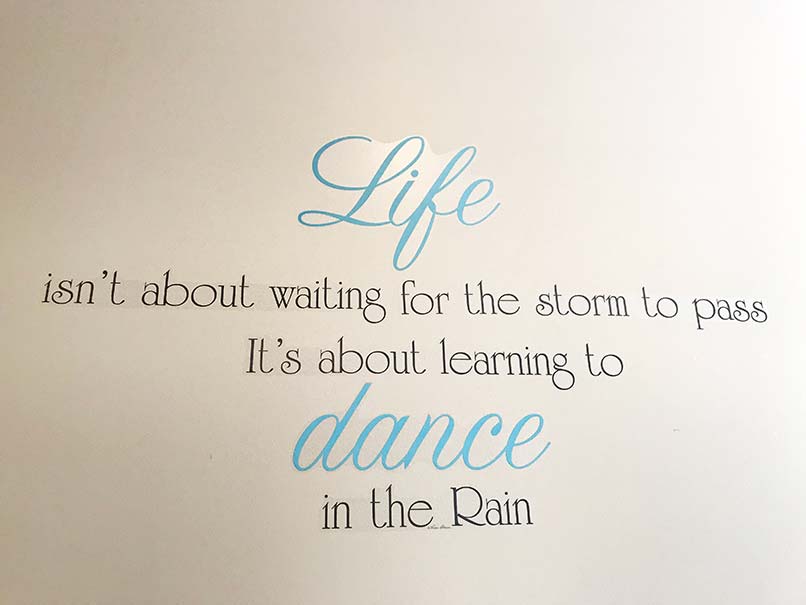 Life
isn't about waiting for the storm to pass
It's about learning to
dance
in the Rain